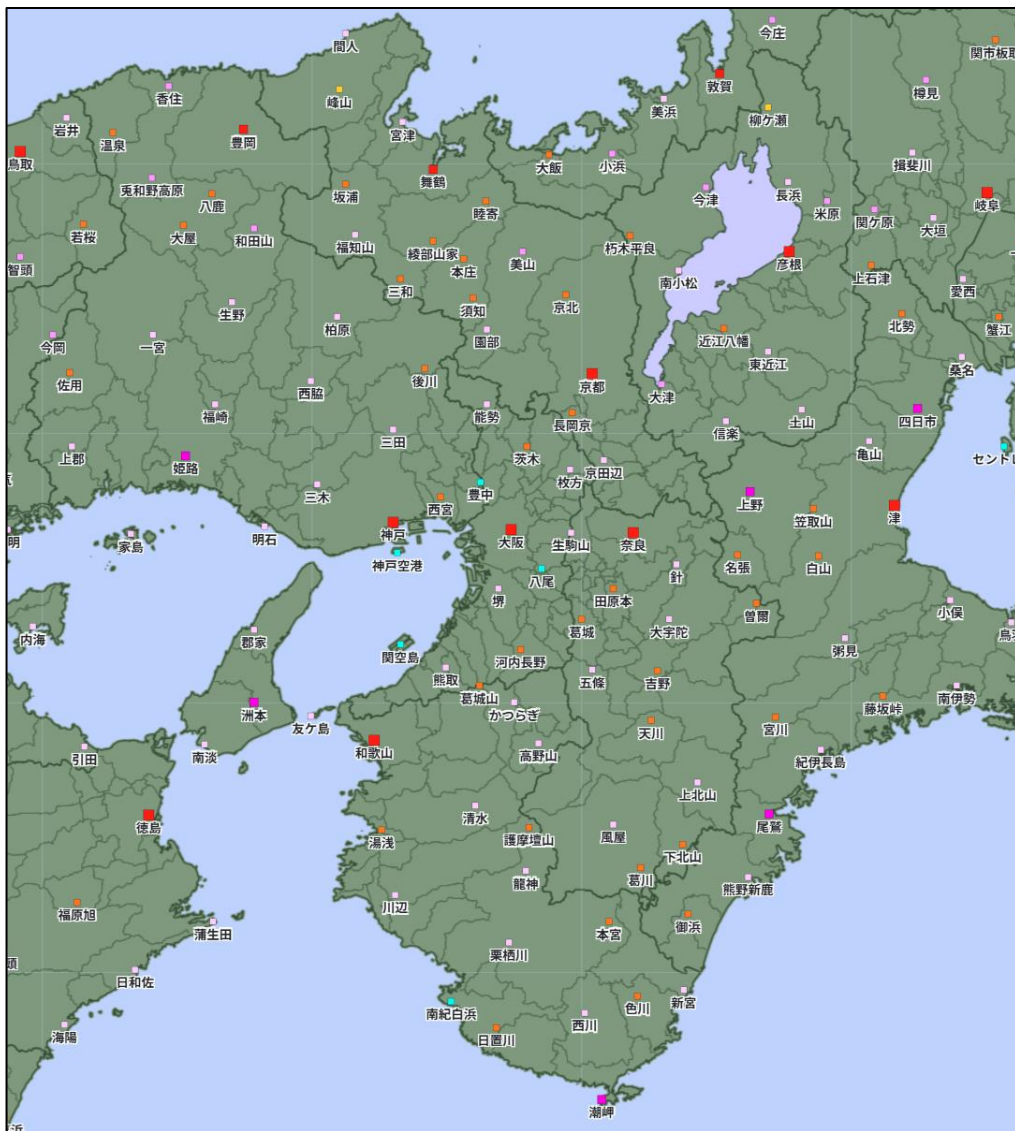 今庄
関市板取
間人
敦賀
樽見
香住
峰山
美浜
柳ケ瀬
岩井
温泉
豊岡
宮津
鳥取
大飯
小浜
揖斐川
舞鶴
兎和野高原
八鹿
坂浦
今津
長浜
米原
岐阜
睦寄
関ケ原
大垣
若桜
大屋
和田山
福知山
綾部山家
朽木平良
智頭
本庄
美山
彦根
三和
南小松
上石津
愛西
生野
須知
京北
北勢
蟹江
今岡
一宮
柏原
園部
近江八幡
東近江
桑名
佐用
西脇
後川
京都
大津
福崎
能勢
長岡京
信楽
土山
四日市
上郡
三田
茨木
亀山
セントレ
姫路
京田辺
枚方
三木
西宮
豊中
上野
笠取山
津
明
家島
明石
神戸
大阪
生駒山
奈良
神戸空港
八尾
針
名張
白山
堺
田原本
曽爾
小俣
内海
郡家
葛城
大宇陀
鳥羽
関空島
河内長野
粥見
熊取
五條
吉野
葛城山
かつらぎ
藤坂峠
南伊勢
洲本
友ケ島
天川
宮川
引田
南淡
和歌山
高野山
紀伊長島
上北山
徳島
清水
湯浅
護摩壇山
風屋
尾鷲
下北山
龍神
葛川
熊野新鹿
福原旭
川辺
蒲生田
本宮
御浜
栗栖川
頭
日和佐
南紀白浜
色川
新宮
海陽
日置川
西川
潮岬
浜